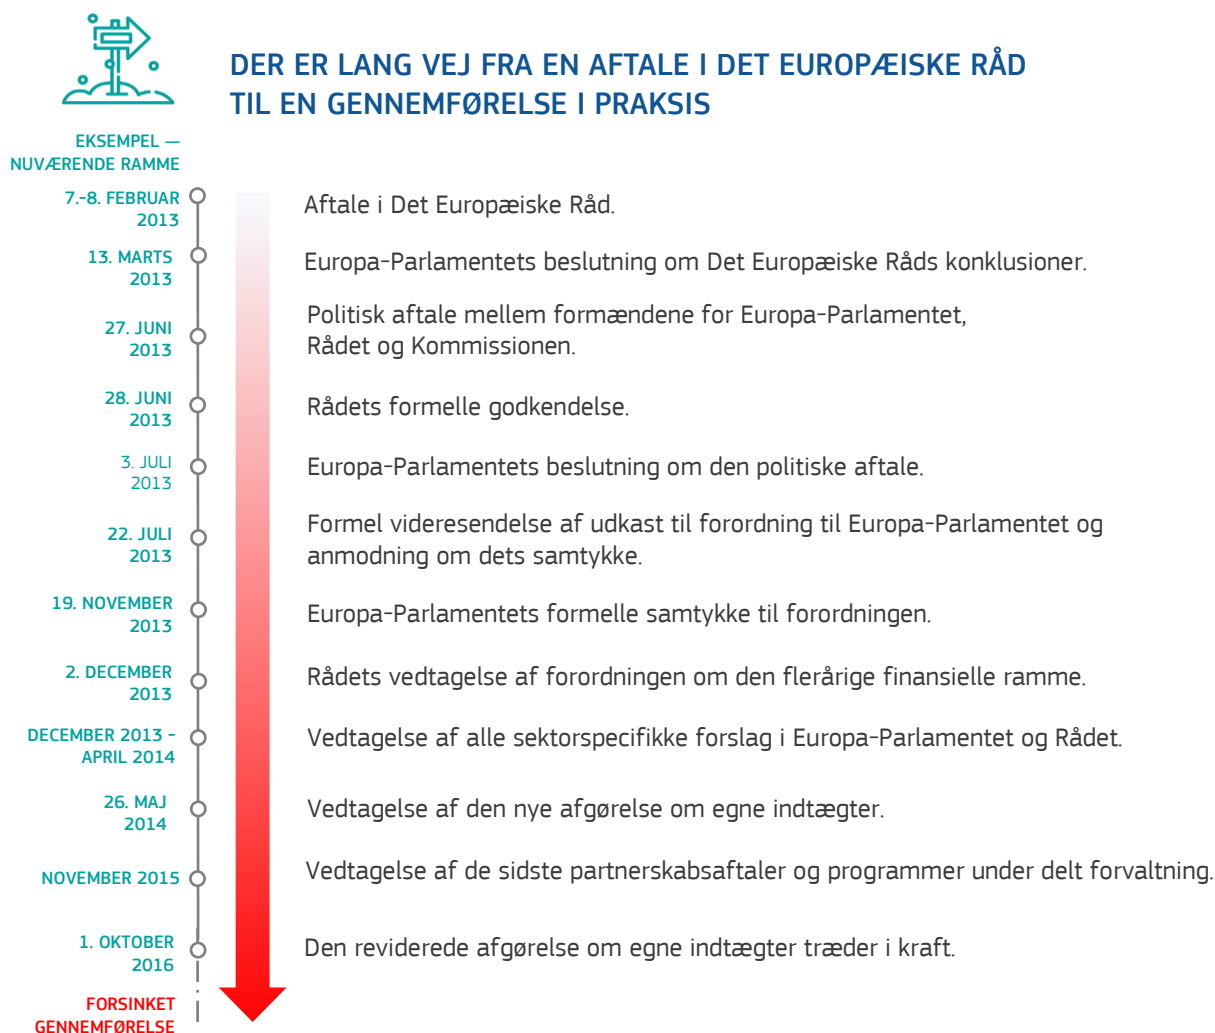 DER ER LANG VEJ FRA EN AFTALE I DET EUROPÆISKE RÅD
TIL EN GENNEMFØRELSE I PRAKSIS
EKSEMPEL —
NUVÆRENDE RAMME
7.-8. FEBRUAR
2013
Aftale i Det Europæiske Råd.
13. MARTS
2013
Europa-Parlamentets beslutning om Det Europæiske Råds konklusioner.
27. JUNI
2013
Politisk aftale mellem formændene for Europa-Parlamentet,
Rådet og Kommissionen.
28. JUNI
2013
Rådets formelle godkendelse.
3. JULI
2013
Europa-Parlamentets beslutning om den politiske aftale.
22. JULI
2013
Formel videresendelse af udkast til forordning til Europa-Parlamentet og
anmodning om dets samtykke.
19. NOVEMBER
2013
Europa-Parlamentets formelle samtykke til forordningen.
2. DECEMBER
2013
Rådets vedtagelse af forordningen om den flerårige finansielle ramme.
DECEMBER 2013 -
APRIL 2014
Vedtagelse af alle sektorspecifikke forslag i Europa-Parlamentet og Rådet.
26. MAJ
2014
Vedtagelse af den nye afgørelse om egne indtægter.
NOVEMBER 2015
Vedtagelse af de sidste partnerskabsaftaler og programmer under delt forvaltning.
1. OKTOBER
2016
Den reviderede afgørelse om egne indtægter træder i kraft.
FORSINKET
GENNEMFØRELSE